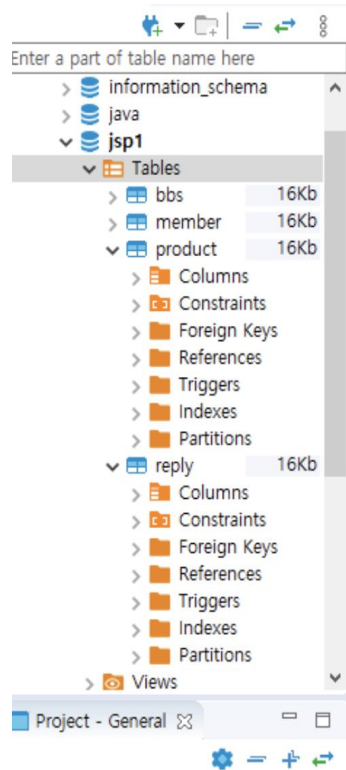 Enter a part of table name here
information_schema
java
jsp1
Tables
bbs 16Kb
member 16Kb
product 16Kb
Columns
Constraints
Foreign Keys
References
Triggers
Indexes
Partitions
reply 16Kb
Columns
Constraints
Foreign Keys
References
Triggers
Indexes
Partitions
Views
Project - General